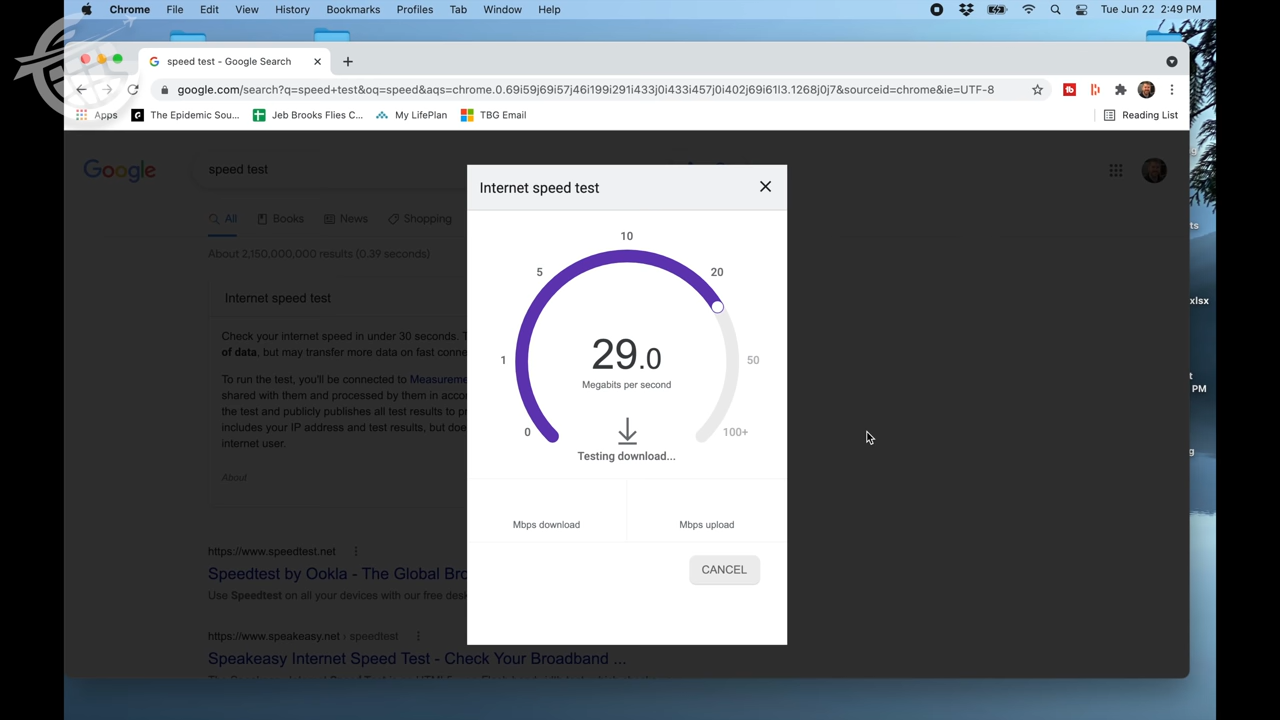 Chrome File Edit View History Bookmarks Profiles Tab Window Help Tue Jun 22 2:49 PM
speed test - Google Search
google.com/search?q=speed+test&oq=speed&aqs=chrome.0.69i59j69i57j46i199i291i433j0i433i457j0i402j69i61l3.1268j0j7&sourceid=chrome&ie=UTF-8
Apps The Epidemic Sou... Jeb Brooks Flies C... My LifePlan TBG Email Reading List
Google speed test
All Books News Shopping
About 2,150,000,000 results (0.39 seconds)
Internet speed test
Check your internet speed in under 30 seconds.
of data, but may transfer more data on fast conne
To run the test, you'll be connected to Measureme
shared with them and processed by them in accor
the test and publicly publishes all test results to pr
includes your IP address and test results, but doe
internet user.
About
https://www.speedtest.net
Speedtest by Ookla - The Global Bro
Use Speedtest on all your devices with our free desk
https://www.speakeasy.net › speedtest
Speakeasy Internet Speed Test - Check Your Broadband ...
Internet speed test
10
5 20
1 50
29.0
Megabits per second
0 100+
Testing download...
Mbps download Mbps upload
CANCEL
ts
xlsx
t
PM
g